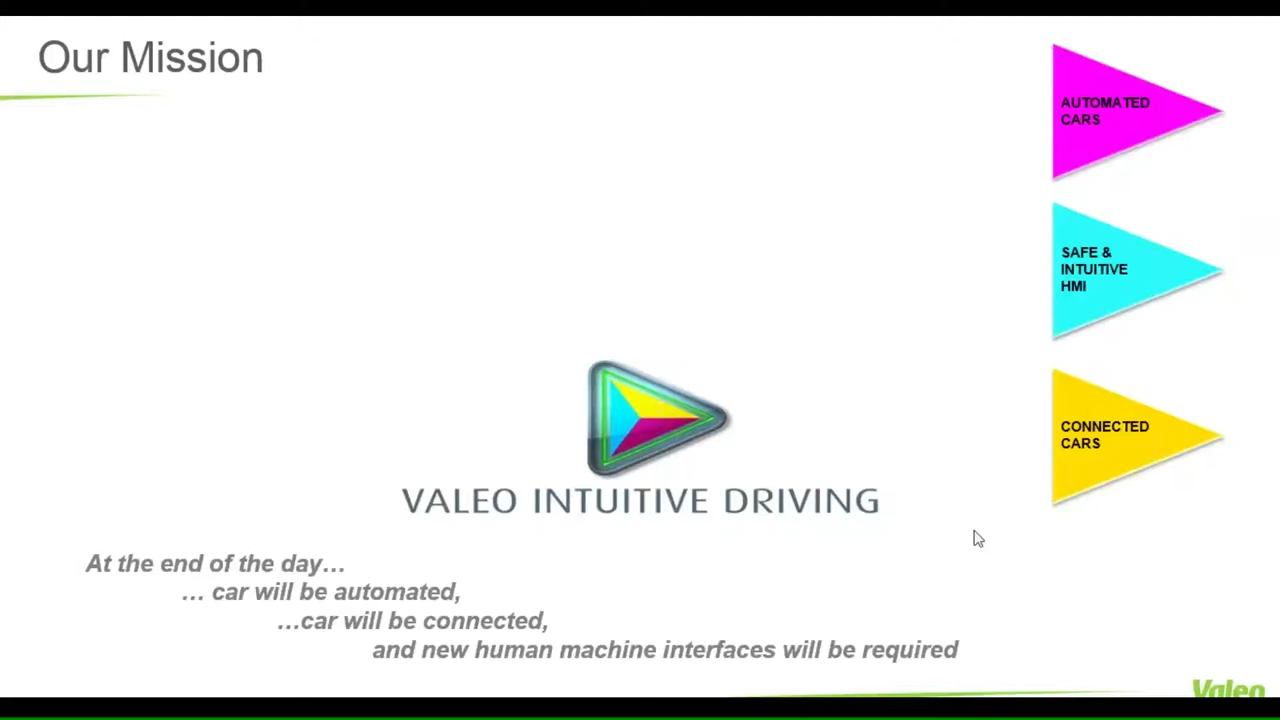 Our Mission
AUTOMATED
CARS
SAFE &
INTUITIVE
HMI
CONNECTED
CARS
VALEO INTUITIVE DRIVING
At the end of the day…
… car will be automated,
…car will be connected,
and new human machine interfaces will be required
Valeo